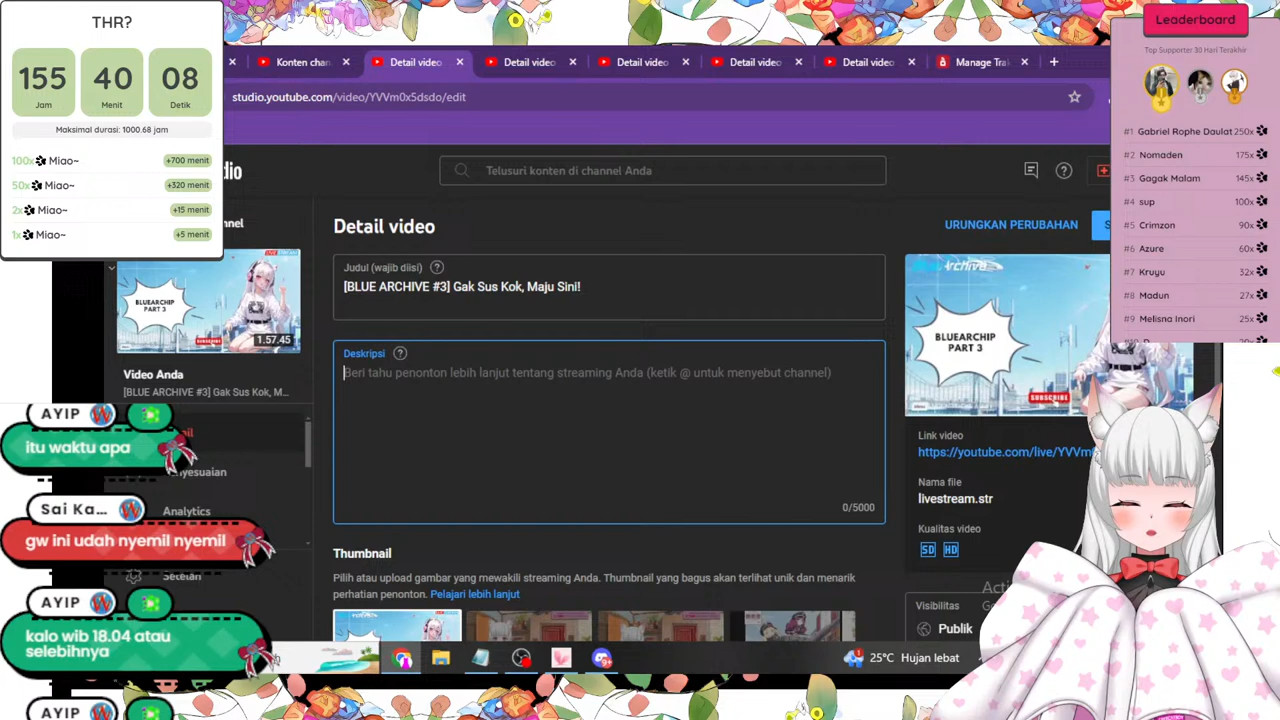 THR?
155
40
08
Jam
Menit
Detik
Maksimal durasi: 1000.68 jam
100x Miao~ +700 menit
50x Miao~ +320 menit
2x Miao~ +15 menit
1x Miao~ +5 menit
Konten chan
Detail video
Detail video
Detail video
Detail video
Detail video
Manage Tra
studio.youtube.com/video/YVVm0x5dsdo/edit
Telusuri konten di channel Anda
Detail video
URUNGKAN PERUBAHAN
Judul (wajib diisi)
[BLUE ARCHIVE #3] Gak Sus Kok, Maju Sini!
Deskripsi
Beri tahu penonton lebih lanjut tentang streaming Anda (ketik @ untuk menyebut channel)
0/5000
Thumbnail
Pilih atau upload gambar yang mewakili streaming Anda. Thumbnail yang bagus akan terlihat unik dan menarik
perhatian penonton. Pelajari lebih lanjut
BLUEARCHIP
PART 3
SUBSCRIBE
1.57.45
Video Anda
[BLUE ARCHIVE #3] Gak Sus Kok, M...
Analytics
Setelan
AYIP
itu waktu apa
Sai Ka...
gw ini udah nyemil nyemil
AYIP
kalo wib 18.04 atau
selebihnya
AYIP
BLUEARCHIP
PART 3
SUBSCRIBE
Link video
https://youtube.com/live/YVVm
Nama file
livestream.str
Kualitas video
SD HD
Visibilitas
Publik
25°C Hujan lebat
Leaderboard
Top Supporter 30 Hari Terakhir
#1 Gabriel Rophe Daulat 250x
#2 Nomaden 175x
#3 Gagak Malam 145x
#4 sup 100x
#5 Crimzon 90x
#6 Azure 60x
#7 Kruyu 32x
#8 Madun 27x
#9 Melisna Inori 25x